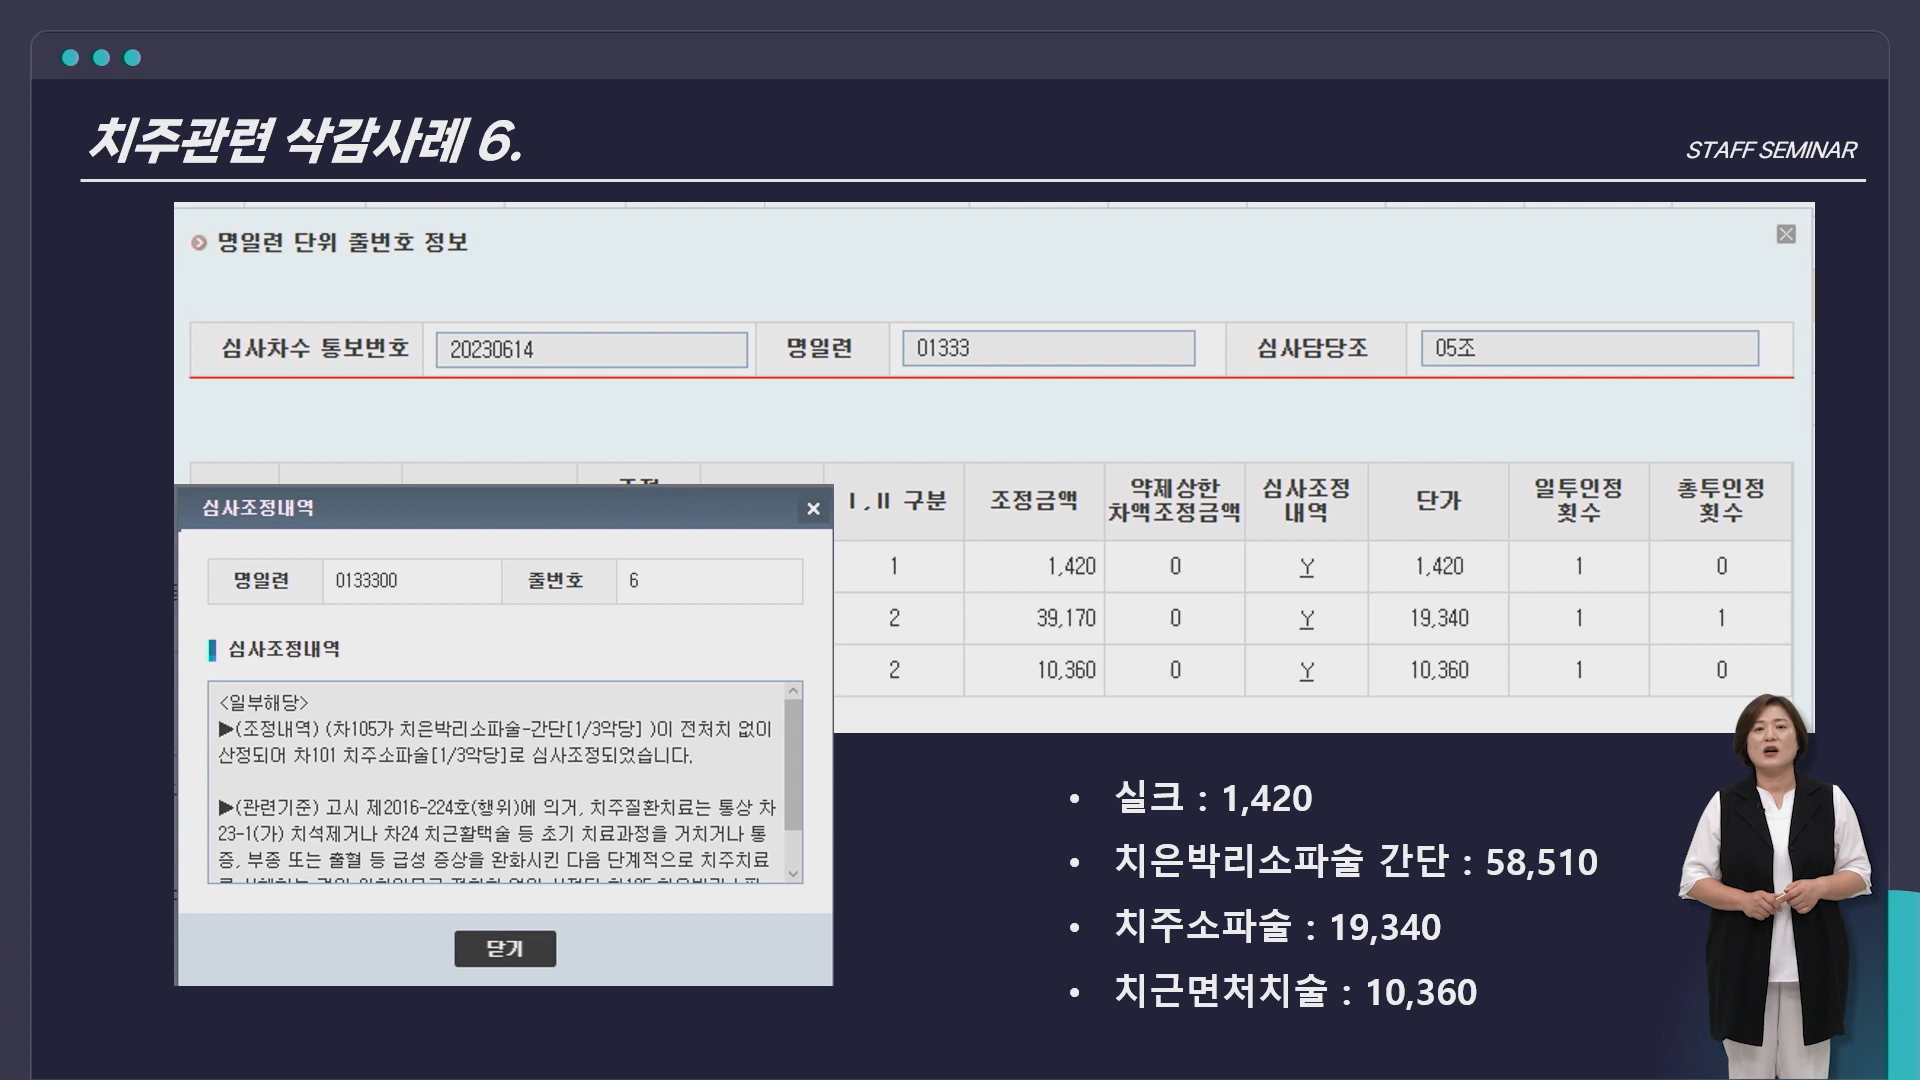 치주관련 삭감사례 6.
STAFF SEMINAR
명일련 단위 줄번호 정보
심사차수 통보번호 20230614 명일련 01333 심사담당조 05조
Ⅰ,Ⅱ 구분 조정금액 약제상한 차액조정금액 심사조정 내역 단가 일투인정 횟수 총투인정 횟수
1 1,420 0 Y 1,420 1 0
2 39,170 0 Y 19,340 1 1
2 10,360 0 Y 10,360 1 0
심사조정내역
명일련 0133300 줄번호 6
심사조정내역
<일부해당>
▶(조정내역) (차105가 치은박리소파술-간단[1/3악당] )이 전처치 없이
산정되어 차101 치주소파술[1/3악당]로 심사조정되었습니다.
▶(관련기준) 고시 제2016-224호(행위)에 의거, 치주질환치료는 통상 차
23-1(가) 치석제거나 차24 치근활택술 등 초기 치료과정을 거치거나 통
증, 부종 또는 출혈 등 급성 증상을 완화시킨 다음 단계적으로 치주치료
닫기
• 실크 : 1,420
• 치은박리소파술 간단 : 58,510
• 치주소파술 : 19,340
• 치근면처치술 : 10,360